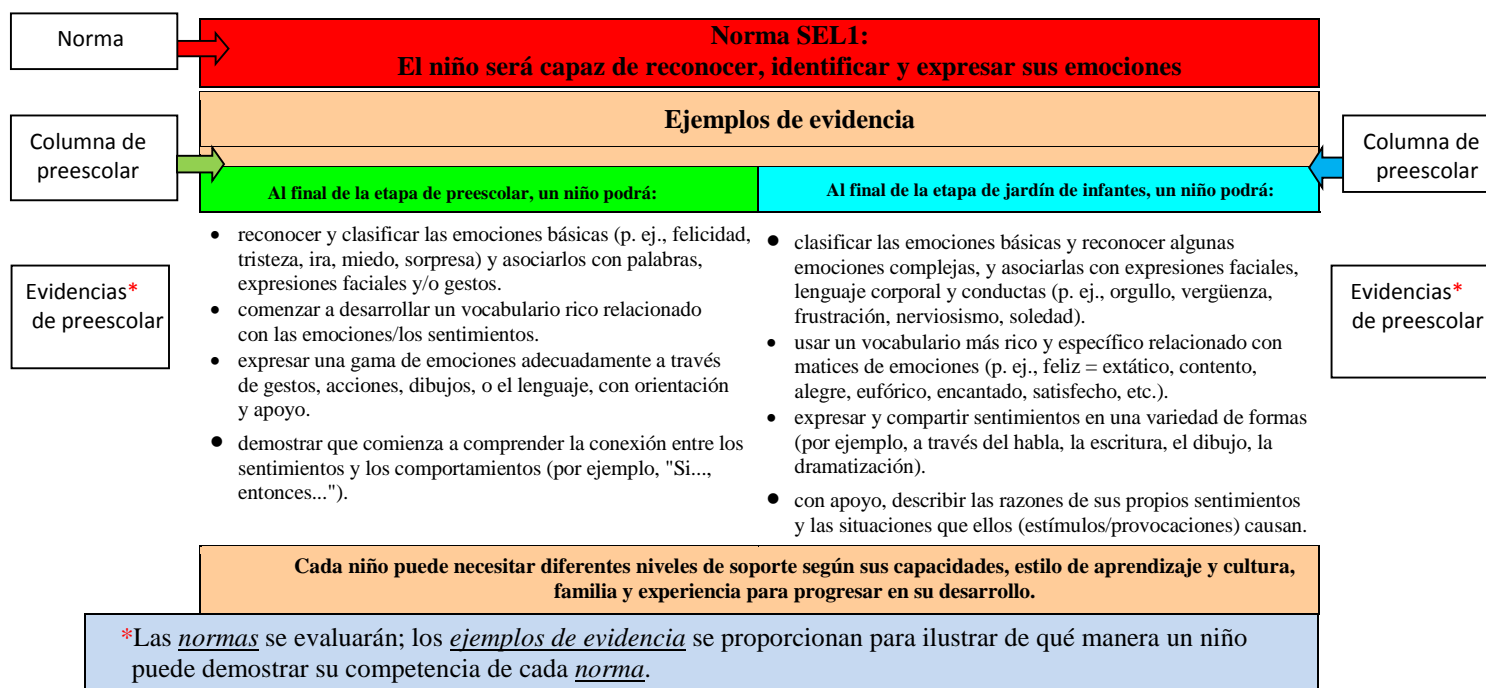 Norma
Norma SEL1:
El niño será capaz de reconocer, identificar y expresar sus emociones
Ejemplos de evidencia
Columna de
preescolar
Columna de
preescolar
Al final de la etapa de preescolar, un niño podrá:
Al final de la etapa de jardín de infantes, un niño podrá:
Evidencias*
de preescolar
• reconocer y clasificar las emociones básicas (p. ej., felicidad,
tristeza, ira, miedo, sorpresa) y asociarlos con palabras,
expresiones faciales y/o gestos.
• comenzar a desarrollar un vocabulario rico relacionado
con las emociones/los sentimientos.
• expresar una gama de emociones adecuadamente a través
de gestos, acciones, dibujos, o el lenguaje, con orientación
y apoyo.
• demostrar que comienza a comprender la conexión entre los
sentimientos y los comportamientos (por ejemplo, "Si...,
entonces...").
• clasificar las emociones básicas y reconocer algunas
emociones complejas, y asociarlas con expresiones faciales,
lenguaje corporal y conductas (p. ej., orgullo, vergüenza,
frustración, nerviosismo, soledad).
• usar un vocabulario más rico y específico relacionado con
matices de emociones (p. ej., feliz = extático, contento,
alegre, eufórico, encantado, satisfecho, etc.).
• expresar y compartir sentimientos en una variedad de formas
(por ejemplo, a través del habla, la escritura, el dibujo, la
dramatización).
• con apoyo, describir las razones de sus propios sentimientos
y las situaciones que ellos (estímulos/provocaciones) causan.
Evidencias*
de preescolar
Cada niño puede necesitar diferentes niveles de soporte según sus capacidades, estilo de aprendizaje y cultura,
familia y experiencia para progresar en su desarrollo.
*Las normas se evaluarán; los ejemplos de evidencia se proporcionan para ilustrar de qué manera un niño
puede demostrar su competencia de cada norma.